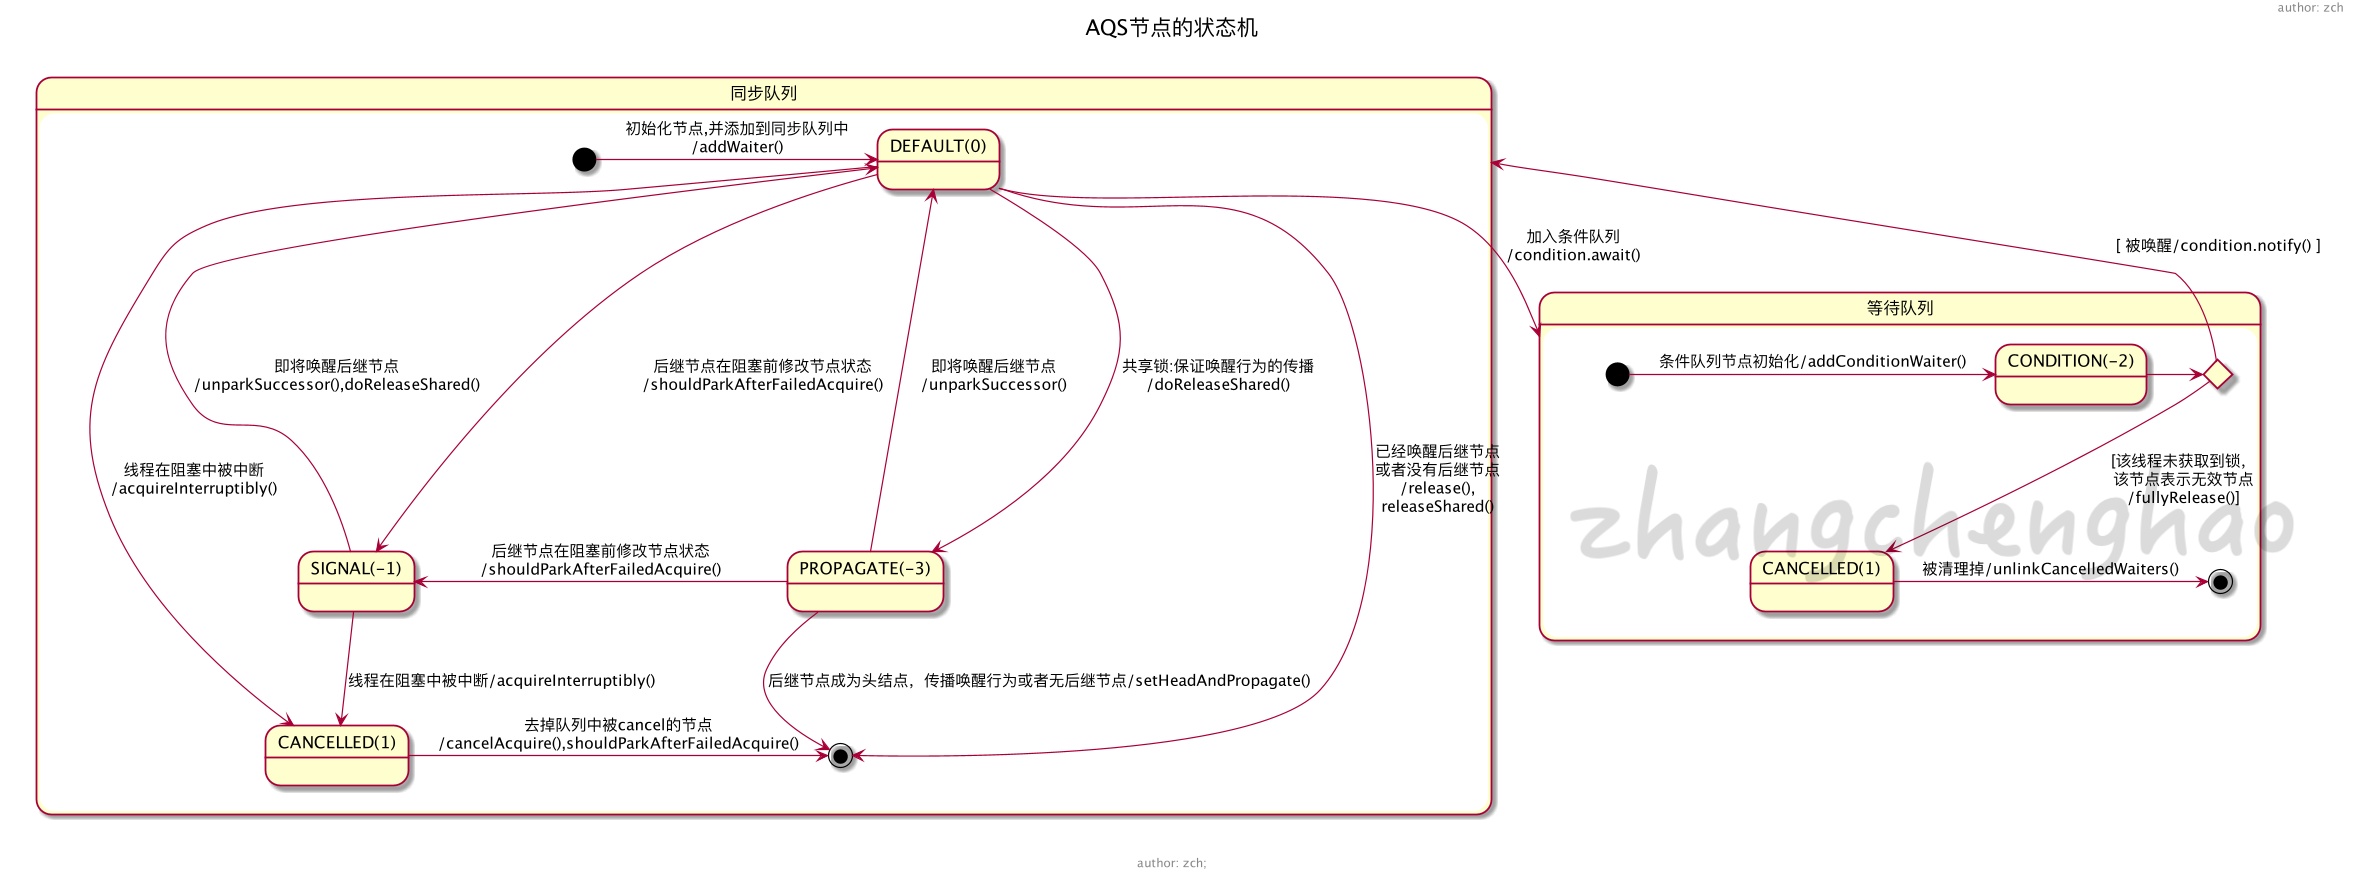 author: zch
AQS节点的状态机
同步队列
初始化节点,并添加到同步队列中
/addWaiter()
DEFAULT(0)
加入条件队列
/condition.await()
[ 被唤醒/condition.notify() ]
等待队列
条件队列节点初始化/addConditionWaiter()
CONDITION(-2)
即将唤醒后继节点
/unparkSuccessor(),doReleaseShared()
后继节点在阻塞前修改节点状态
/shouldParkAfterFailedAcquire()
即将唤醒后继节点
/unparkSuccessor()
共享锁:保证唤醒行为的传播
/doReleaseShared()
线程在阻塞中被中断
/acquireInterruptibly()
已经唤醒后继节点
或者没有后继节点
/release(),
releaseShared()
[该线程未获取到锁,
该节点表示无效节点
/fullyRelease()]
zhangchenghao
SIGNAL(-1)
后继节点在阻塞前修改节点状态
/shouldParkAfterFailedAcquire()
PROPAGATE(-3)
CANCELLED(1)
被清理掉/unlinkCancelledWaiters()
线程在阻塞中被中断/acquireInterruptibly()
后继节点成为头结点，传播唤醒行为或者无后继节点/setHeadAndPropagate()
CANCELLED(1)
去掉队列中被cancel的节点
/cancelAcquire(),shouldParkAfterFailedAcquire()
author: zch;